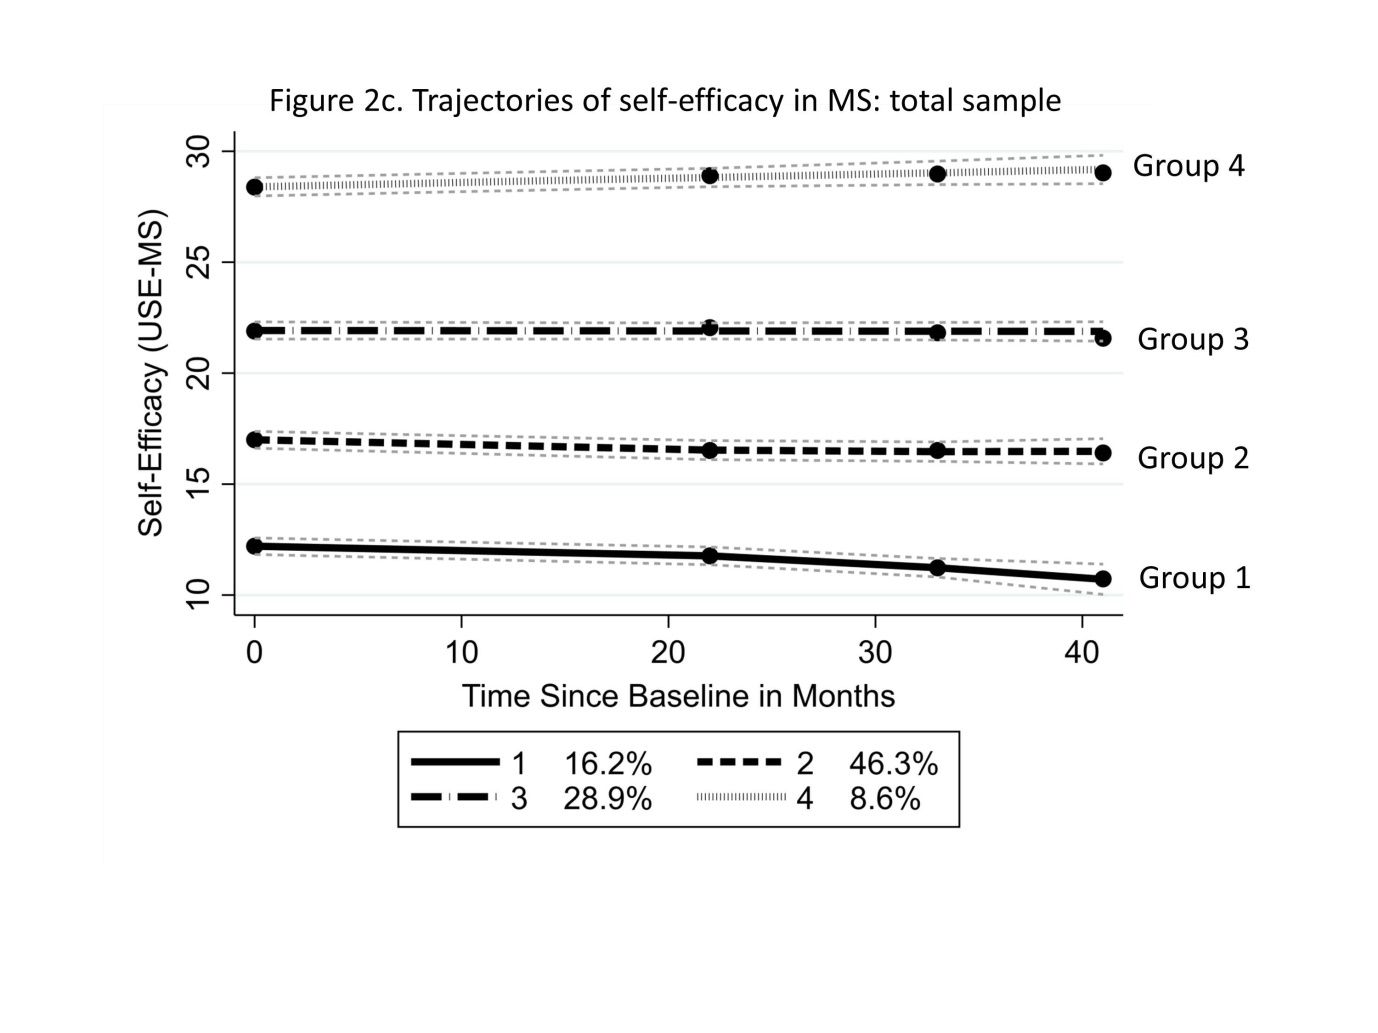 Figure 2c. Trajectories of self-efficacy in MS: total sample
Self-Efficacy (USE-MS)
30
25
20
15
10
Group 4
Group 3
Group 2
Group 1
0 10 20 30 40
Time Since Baseline in Months
1 16.2% 2 46.3%
3 28.9% 4 8.6%